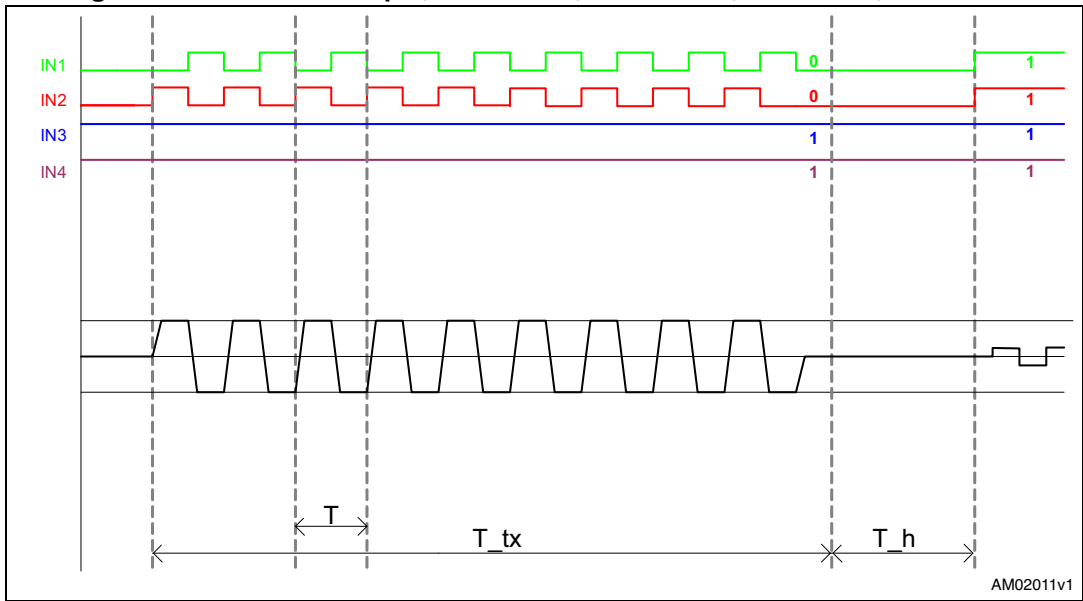 IN1 0 1
IN2 0 1
IN3 1 1
IN4 1 1
T
T_tx T_h
AM02011v1